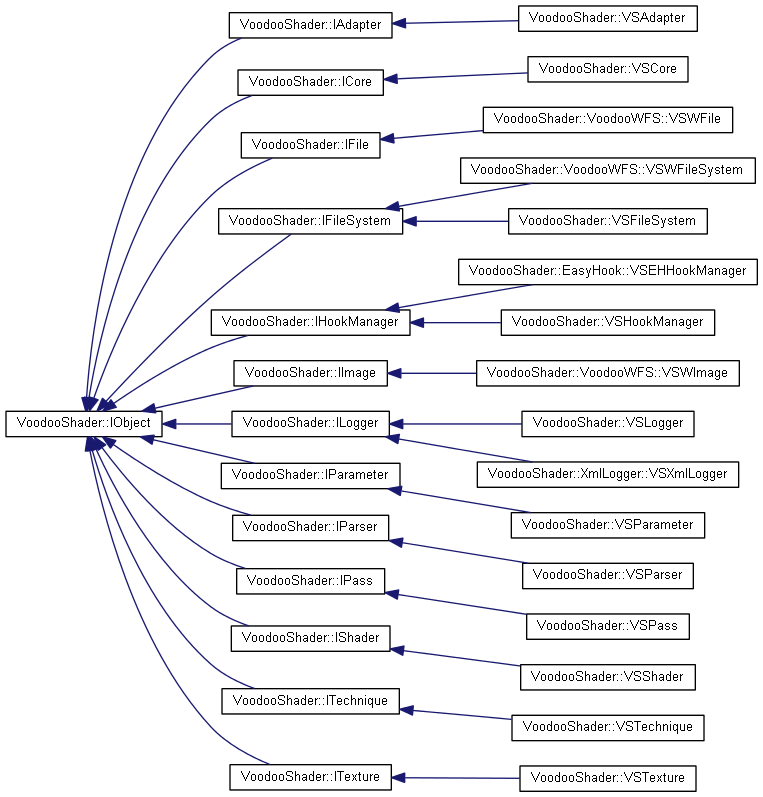 VoodooShader::IAdapter
VoodooShader::VSAdapter
VoodooShader::ICore
VoodooShader::VSCore
VoodooShader::IFile
VoodooShader::VoodooWFS::VSWFile
VoodooShader::IFileSystem
VoodooShader::VoodooWFS::VSWFileSystem
VoodooShader::VSFileSystem
VoodooShader::EasyHook::VSEHHookManager
VoodooShader::IHookManager
VoodooShader::VSHookManager
VoodooShader::IImage
VoodooShader::VoodooWFS::VSWImage
VoodooShader::IObject
VoodooShader::ILogger
VoodooShader::VSLogger
VoodooShader::XmlLogger::VSXmlLogger
VoodooShader::IParameter
VoodooShader::VSParameter
VoodooShader::IParser
VoodooShader::VSParser
VoodooShader::IPass
VoodooShader::VSPass
VoodooShader::IShader
VoodooShader::VSShader
VoodooShader::ITechnique
VoodooShader::VSTechnique
VoodooShader::ITexture
VoodooShader::VSTexture